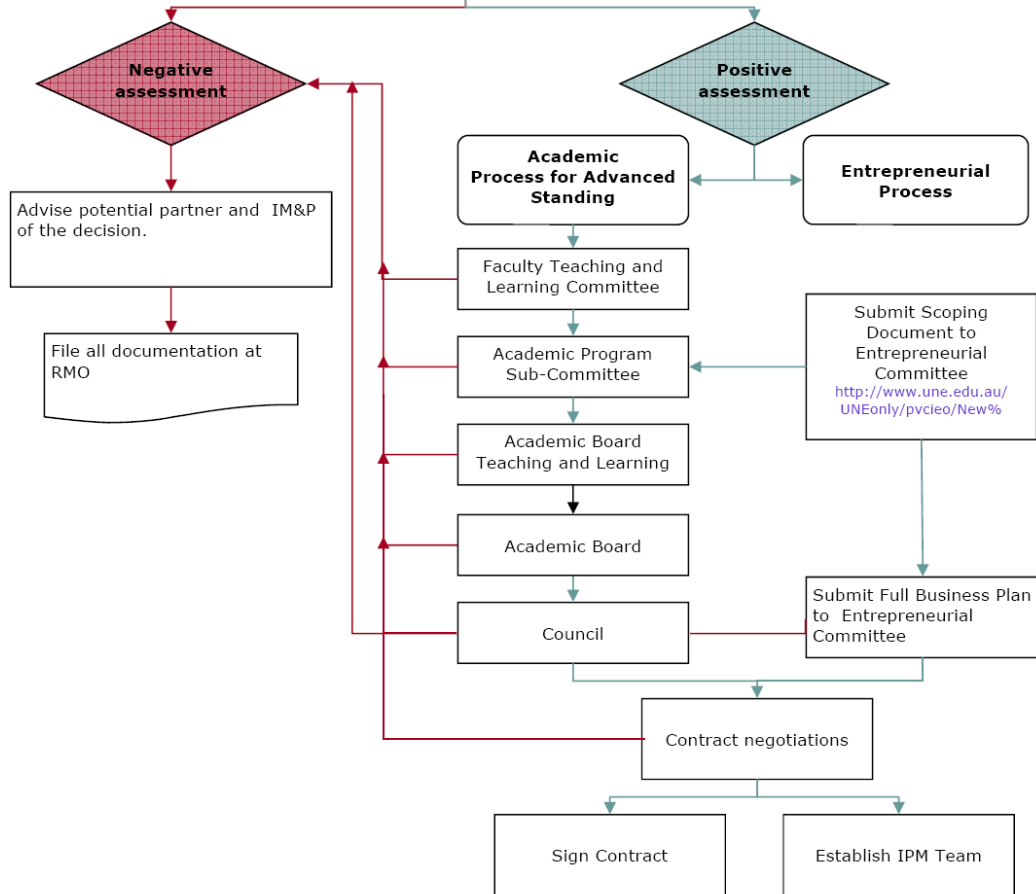 Negative
assessment
Positive
assessment
Academic
Process for Advanced
Standing
Entrepreneurial
Process
Advise potential partner and  IM&P
of the decision.
Faculty Teaching and
Learning Committee
File all documentation at
RMO
Academic Program
Sub-Committee
Submit Scoping
Document to
Entrepreneurial
Committee
http://www.une.edu.au/
UNEonly/pvcieo/New%
Academic Board
Teaching and Learning
Academic Board
Council
Submit Full Business Plan
to  Entrepreneurial
Committee
Contract negotiations
Sign Contract
Establish IPM Team